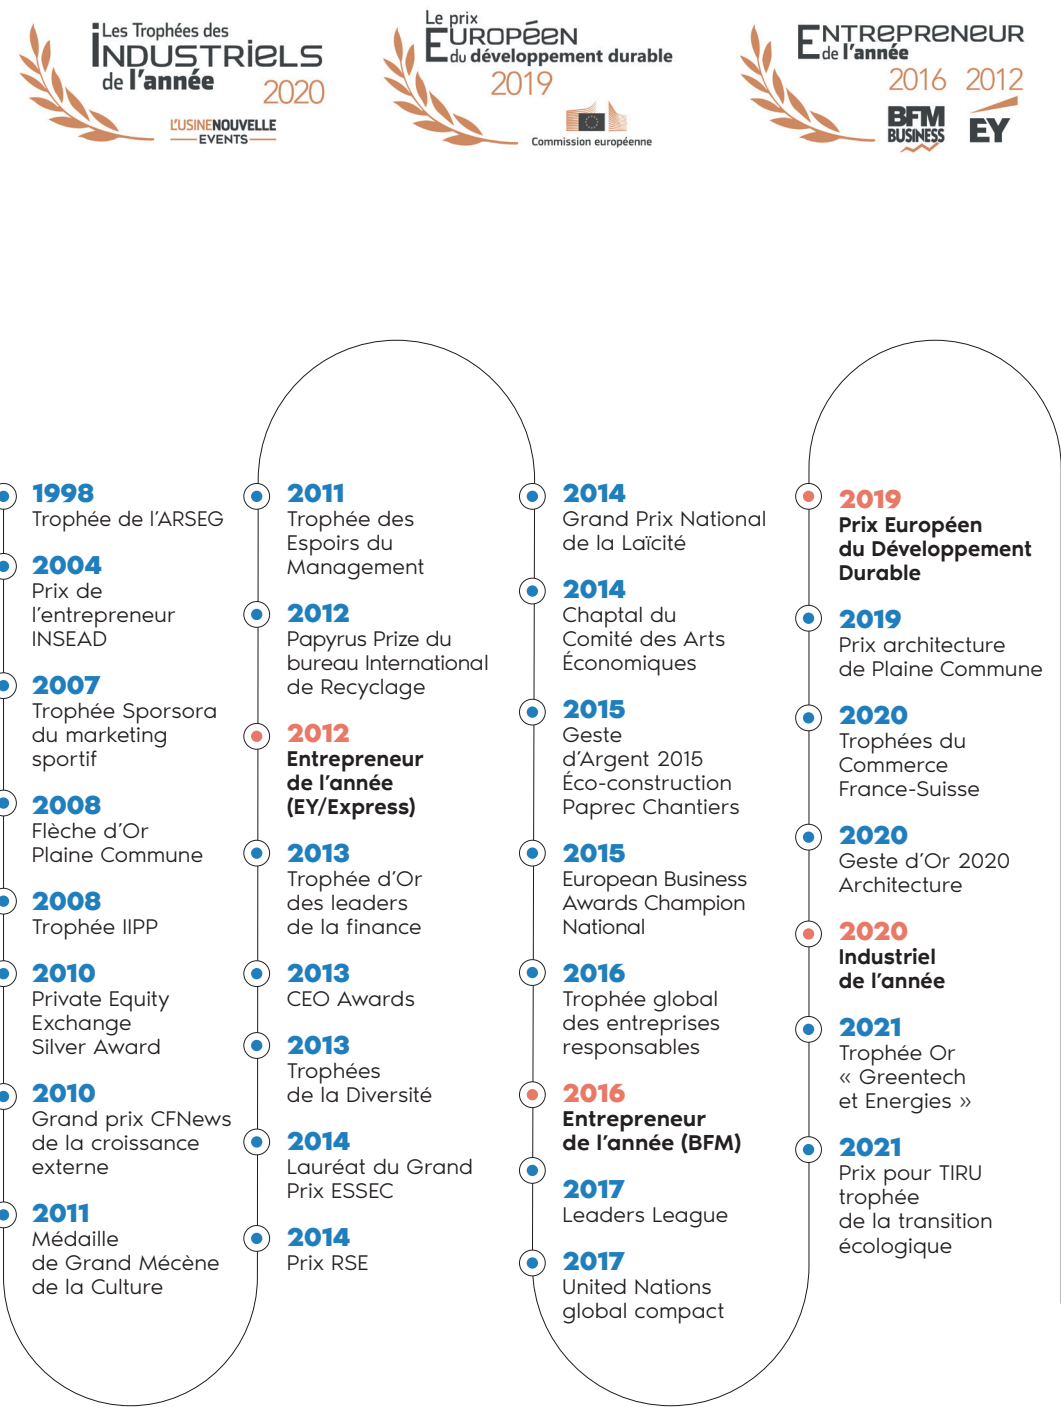 Les Trophées des
INDUSTRIELS
de l'année
2020
L'USINENOUVELLE
EVENTS
Le prix
EUROPÉEN
du développement durable
2019
Commission européenne
ENTREPRENEUR
de l'année
2016 2012
BFM
BUSINESS
EY
1998
Trophée de l'ARSEG
2004
Prix de
l'entrepreneur
INSEAD
2007
Trophée Sporsora
du marketing
sportif
2008
Flèche d'Or
Plaine Commune
2008
Trophée IIPP
2010
Private Equity
Exchange
Silver Award
2010
Grand prix CFNews
de la croissance
externe
2011
Médaille
de Grand Mécène
de la Culture
2011
Trophée des
Espoirs du
Management
2012
Papyrus Prize du
bureau International
de Recyclage
2012
Entrepreneur
de l'année
(EY/Express)
2013
Trophée d'Or
des leaders
de la finance
2013
CEO Awards
2013
Trophées
de la Diversité
2014
Lauréat du Grand
Prix ESSEC
2014
Prix RSE
2014
Grand Prix National
de la Laïcité
2014
Chaptal du
Comité des Arts
Économiques
2015
Geste
d'Argent 2015
Éco-construction
Paprec Chantiers
2015
European Business
Awards Champion
National
2016
Trophée global
des entreprises
responsables
2016
Entrepreneur
de l'année (BFM)
2017
Leaders League
2017
United Nations
global compact
2019
Prix Européen
du Développement
Durable
2019
Prix architecture
de Plaine Commune
2020
Trophées du
Commerce
France-Suisse
2020
Geste d'Or 2020
Architecture
2020
Industriel
de l'année
2021
Trophée Or
« Greentech
et Energies »
2021
Prix pour TIRU
trophée
de la transition
écologique